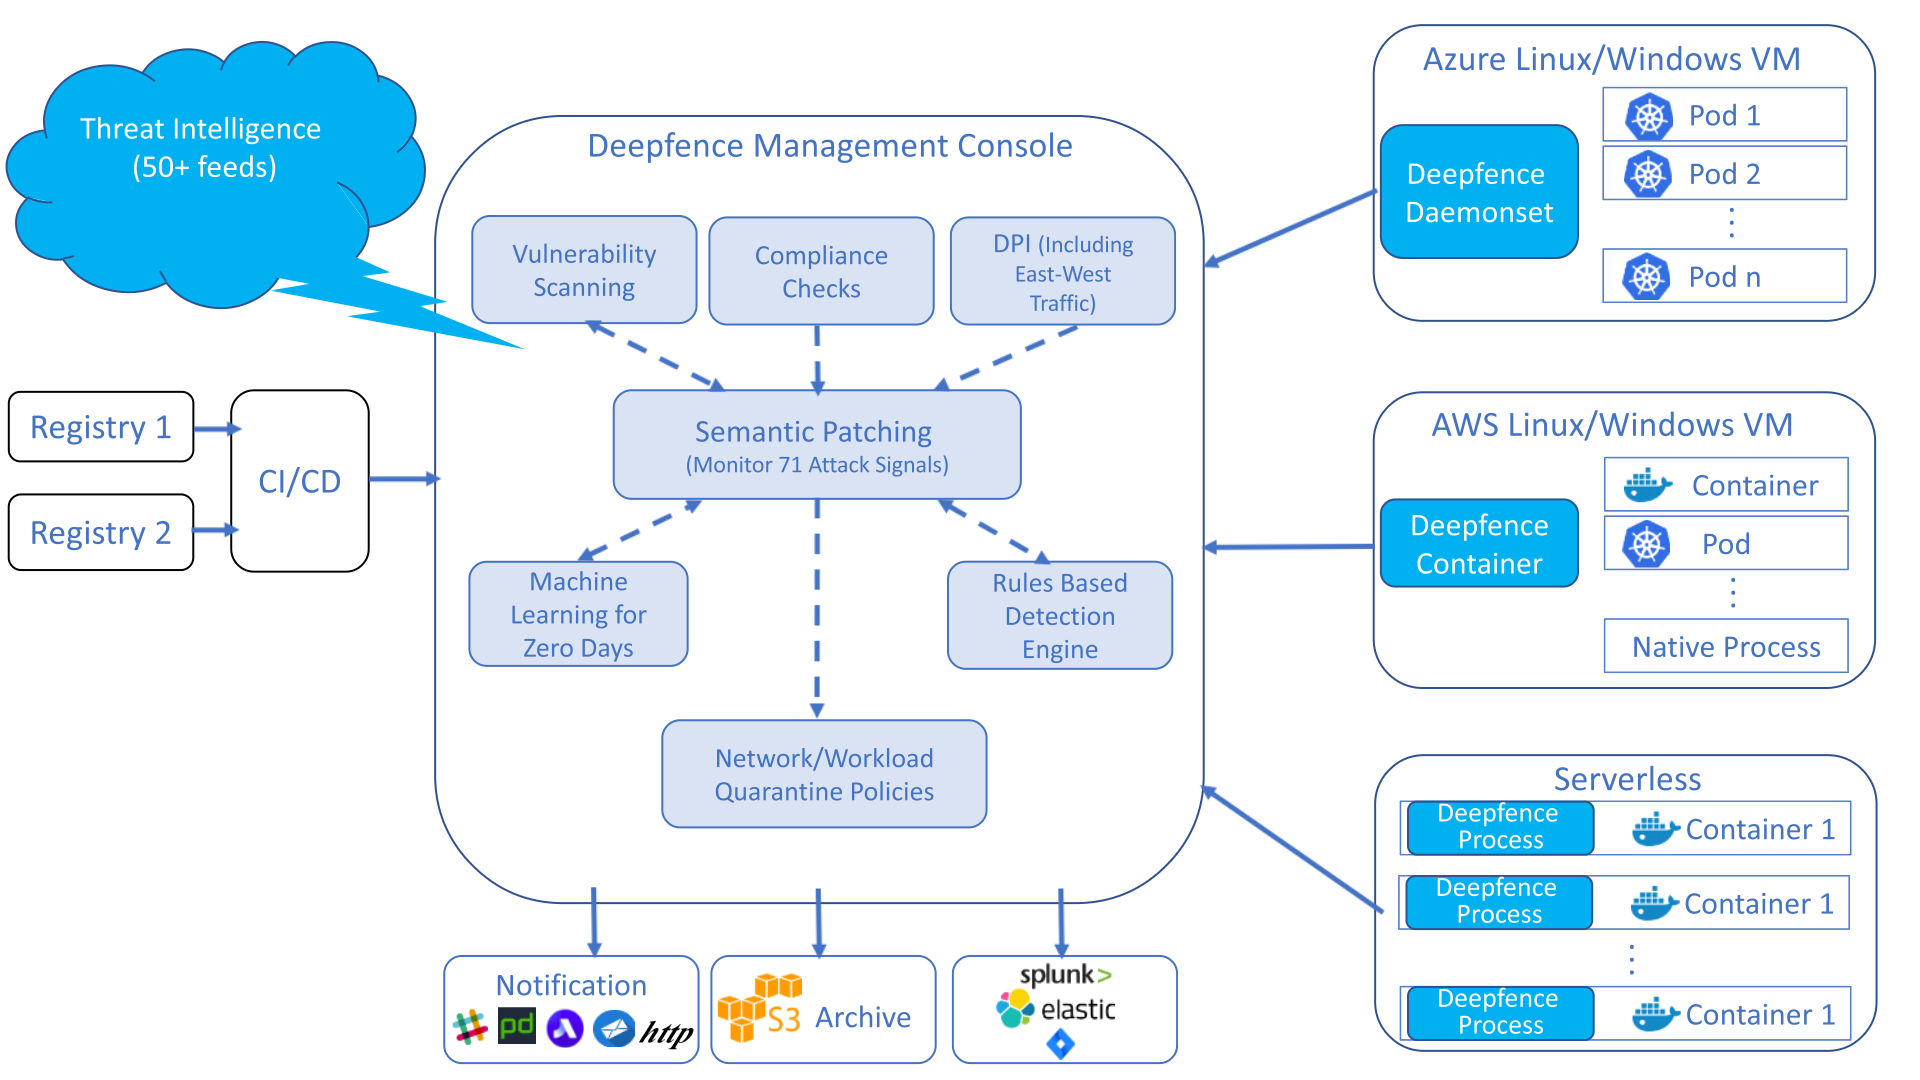 Threat Intelligence
(50+ feeds)
Registry 1
Registry 2
CI/CD
Deepfence Management Console
Vulnerability
Scanning
Compliance
Checks
DPI (Including
East-West
Traffic)
Semantic Patching
(Monitor 71 Attack Signals)
Machine
Learning for
Zero Days
Rules Based
Detection
Engine
Network/Workload
Quarantine Policies
Notification
pd
http
S3
Archive
splunk>
elastic
Azure Linux/Windows VM
Deepfence
Daemonset
Pod 1
Pod 2
Pod n
AWS Linux/Windows VM
Deepfence
Container
Container
Pod
Native Process
Serverless
Deepfence
Process
Container 1
Deepfence
Process
Container 1
Deepfence
Process
Container 1